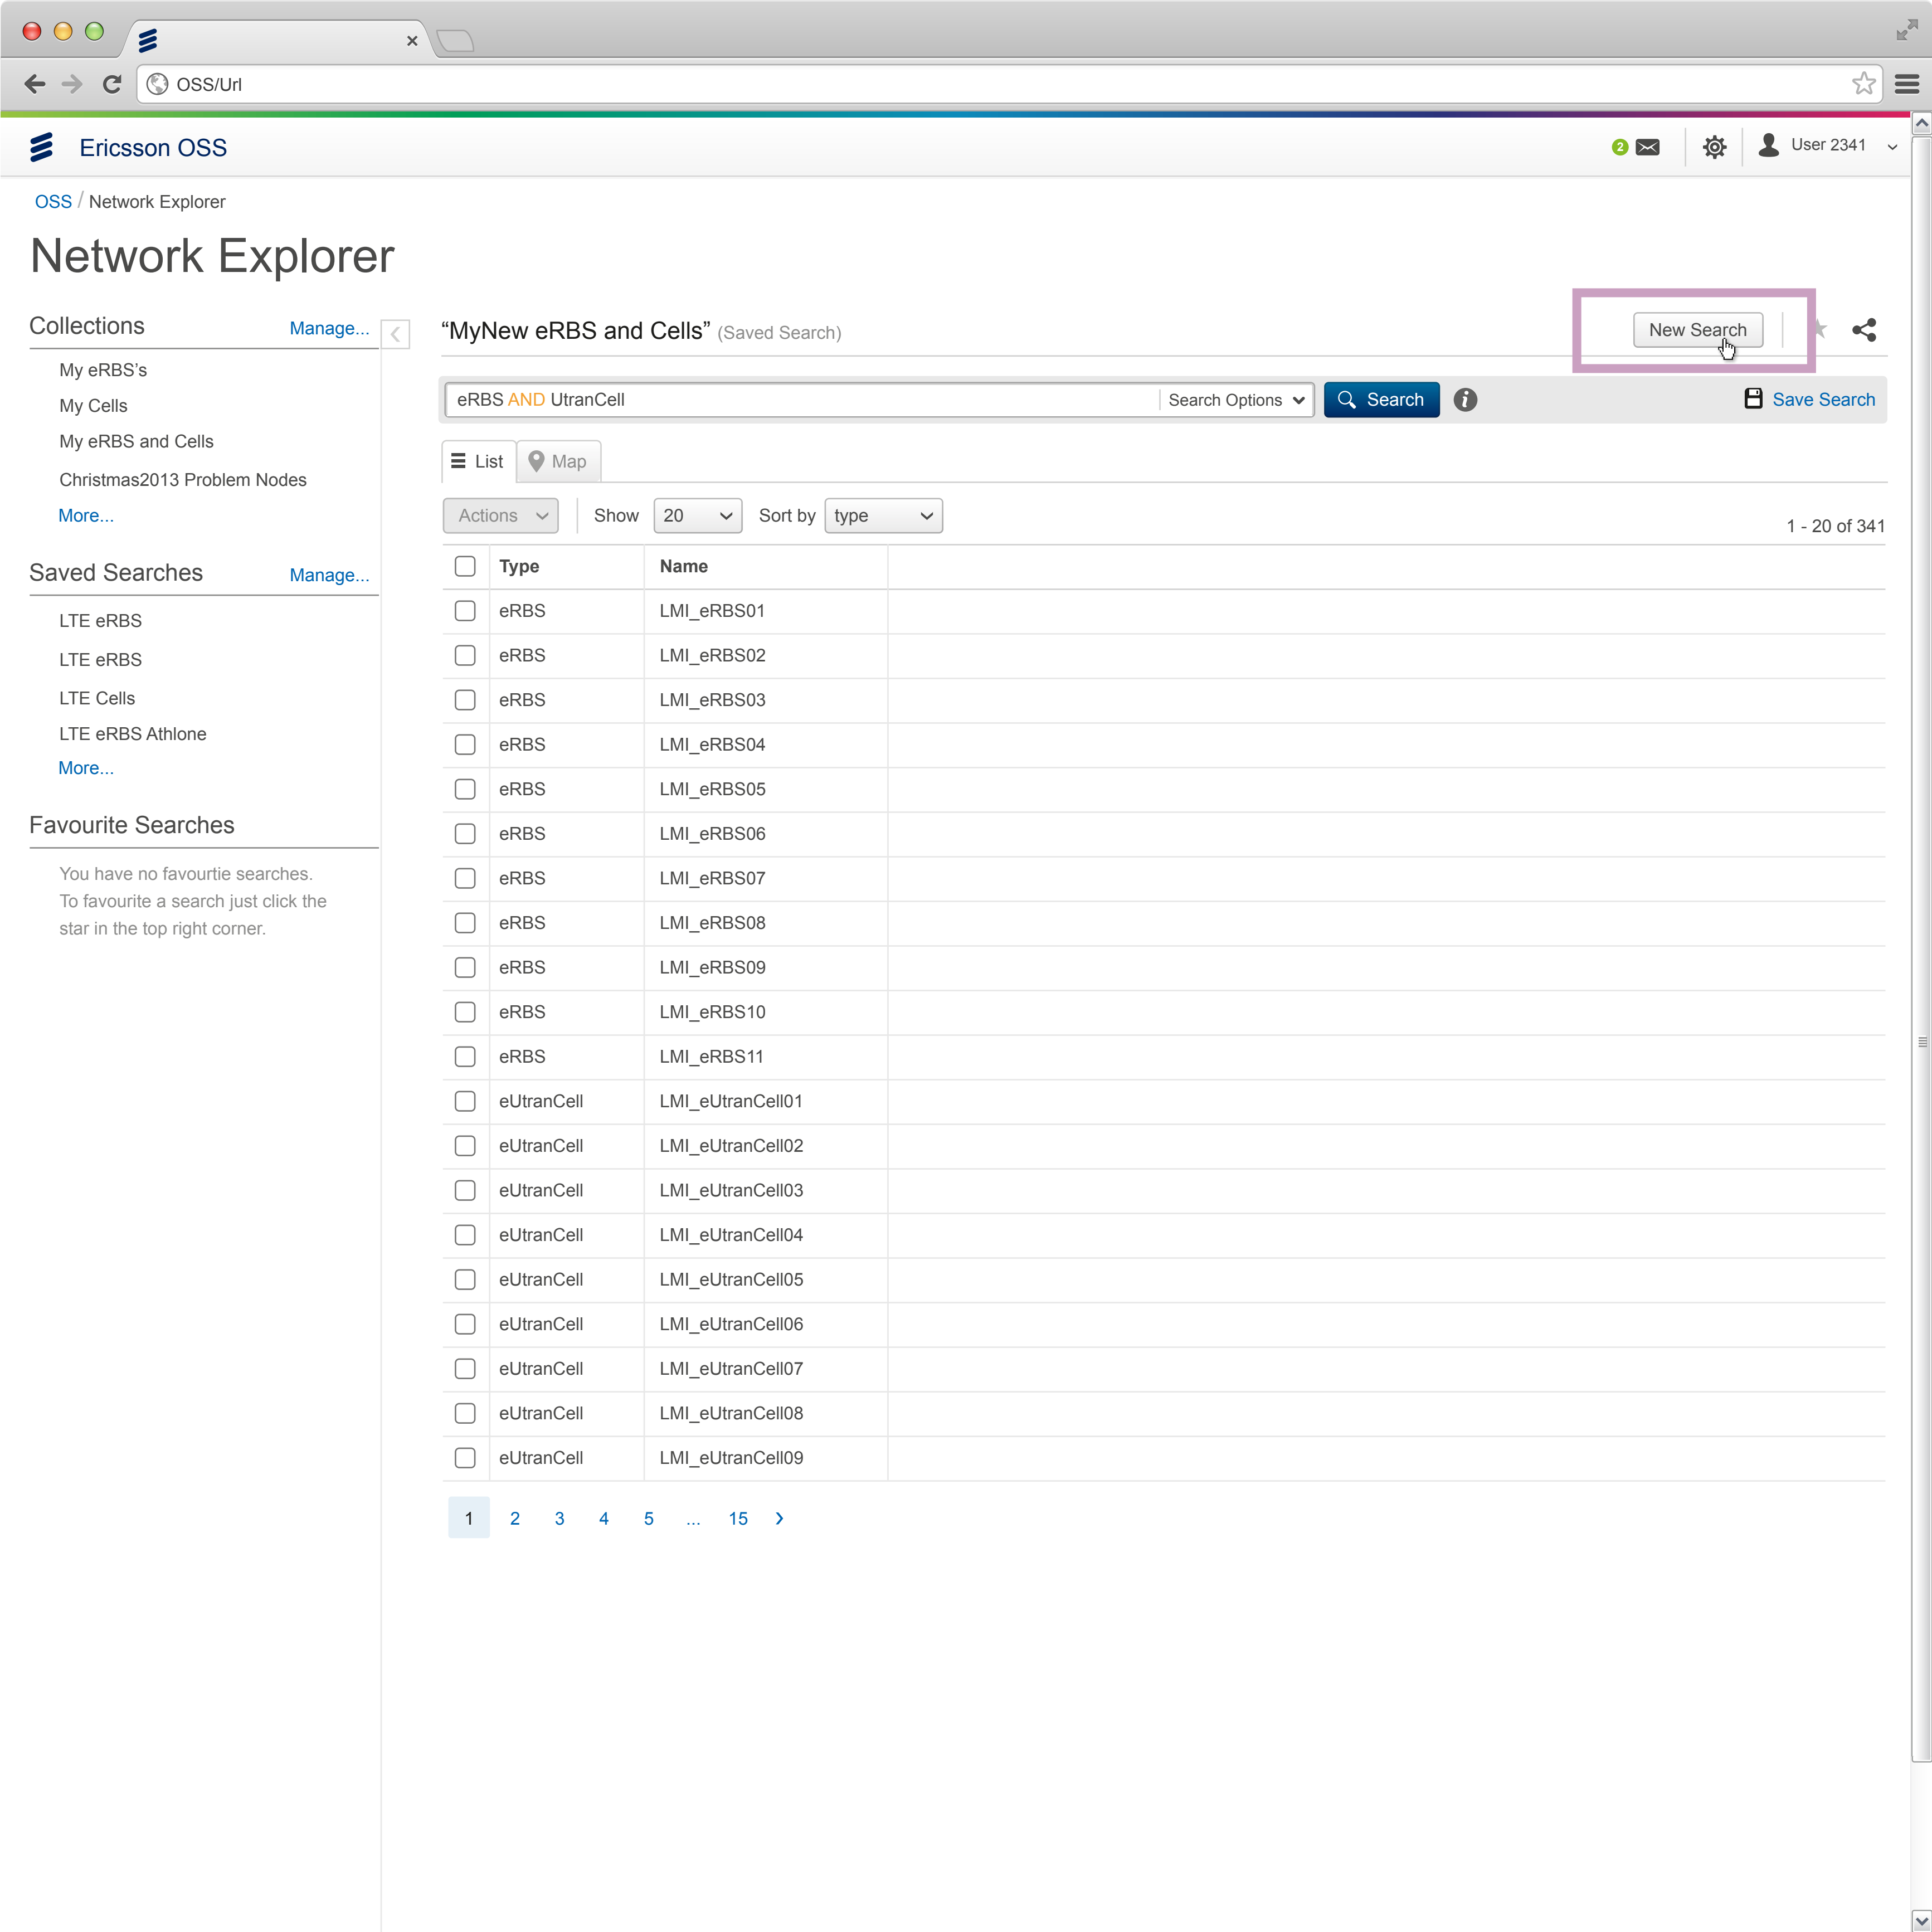 OSS/Url
Ericsson OSS
2
User 2341
OSS / Network Explorer
Network Explorer
Collections Manage...
My eRBS's
My Cells
My eRBS and Cells
Christmas2013 Problem Nodes
More...
Saved Searches Manage...
LTE eRBS
LTE eRBS
LTE Cells
LTE eRBS Athlone
More...
Favourite Searches
You have no favourtie searches.
To favourite a search just click the
star in the top right corner.
“MyNew eRBS and Cells” (Saved Search)
New Search
eRBS AND UtranCell Search Options Search Save Search
List Map
Actions Show 20 Sort by type
1 - 20 of 341
Type Name
eRBS LMI_eRBS01
eRBS LMI_eRBS02
eRBS LMI_eRBS03
eRBS LMI_eRBS04
eRBS LMI_eRBS05
eRBS LMI_eRBS06
eRBS LMI_eRBS07
eRBS LMI_eRBS08
eRBS LMI_eRBS09
eRBS LMI_eRBS10
eRBS LMI_eRBS11
eUtranCell LMI_eUtranCell01
eUtranCell LMI_eUtranCell02
eUtranCell LMI_eUtranCell03
eUtranCell LMI_eUtranCell04
eUtranCell LMI_eUtranCell05
eUtranCell LMI_eUtranCell06
eUtranCell LMI_eUtranCell07
eUtranCell LMI_eUtranCell08
eUtranCell LMI_eUtranCell09
1 2 3 4 5 ... 15